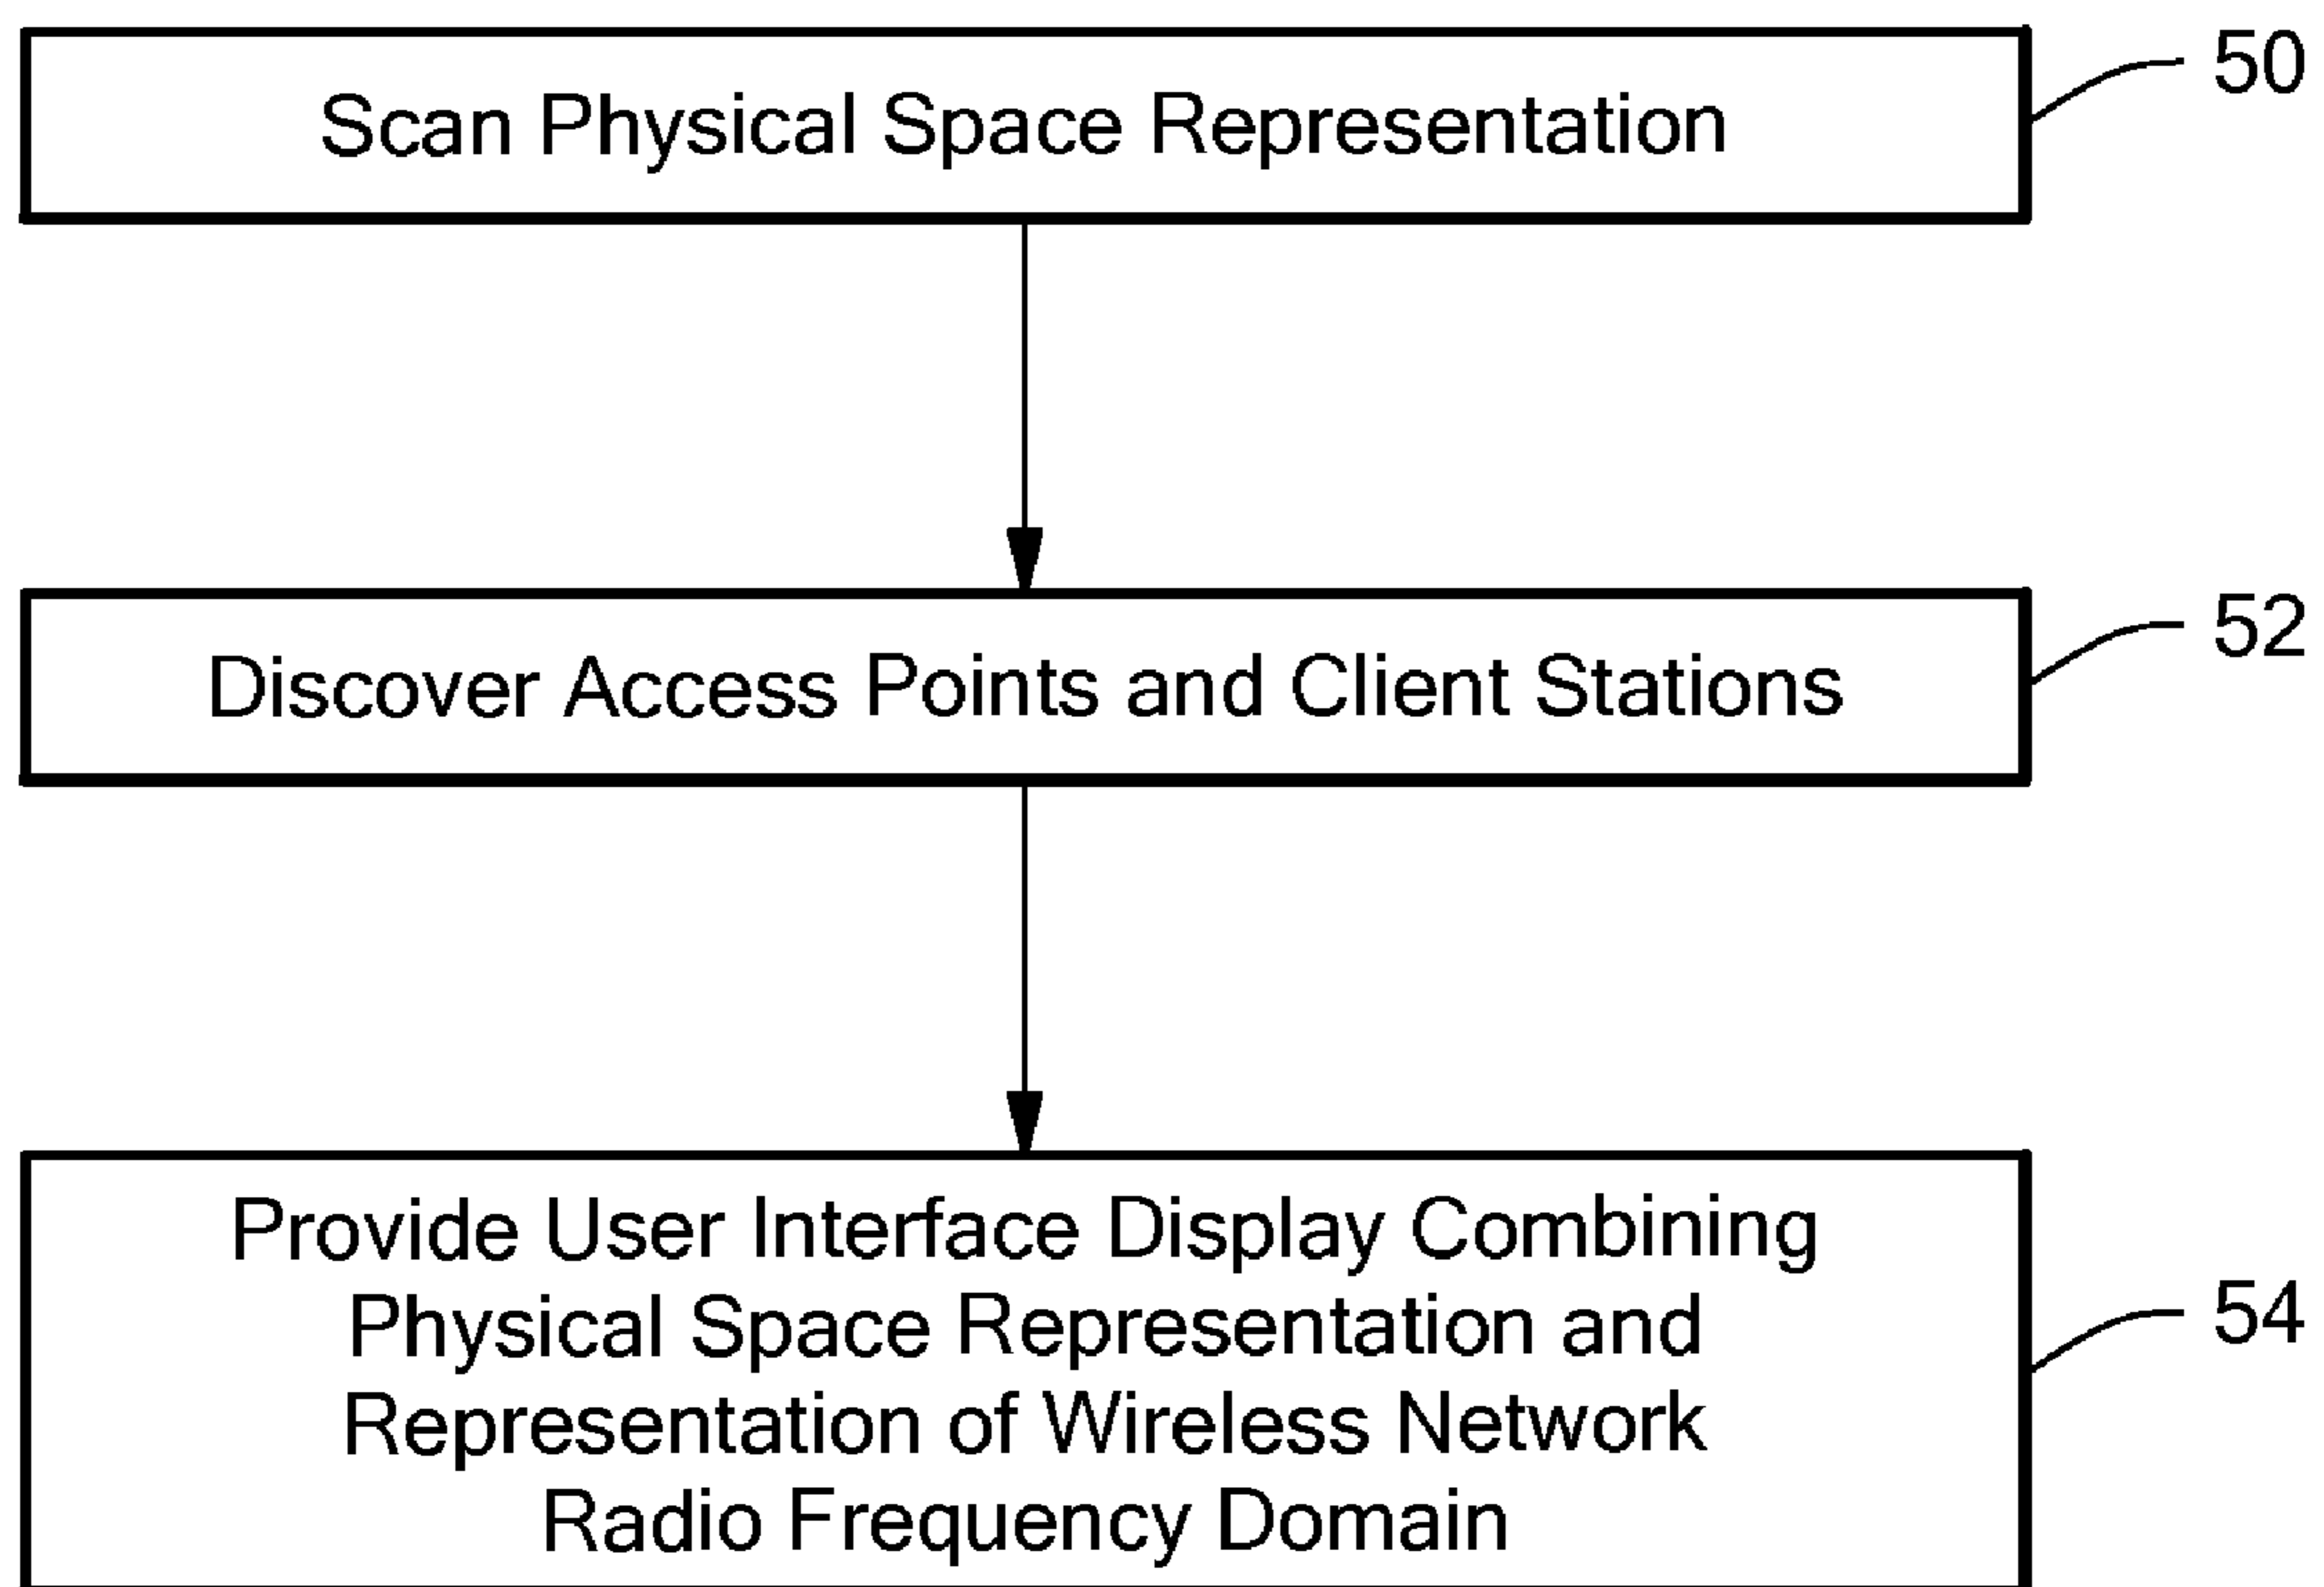 Scan Physical Space Representation
50
Discover Access Points and Client Stations
52
Provide User Interface Display Combining
Physical Space Representation and
Representation of Wireless Network
Radio Frequency Domain
54